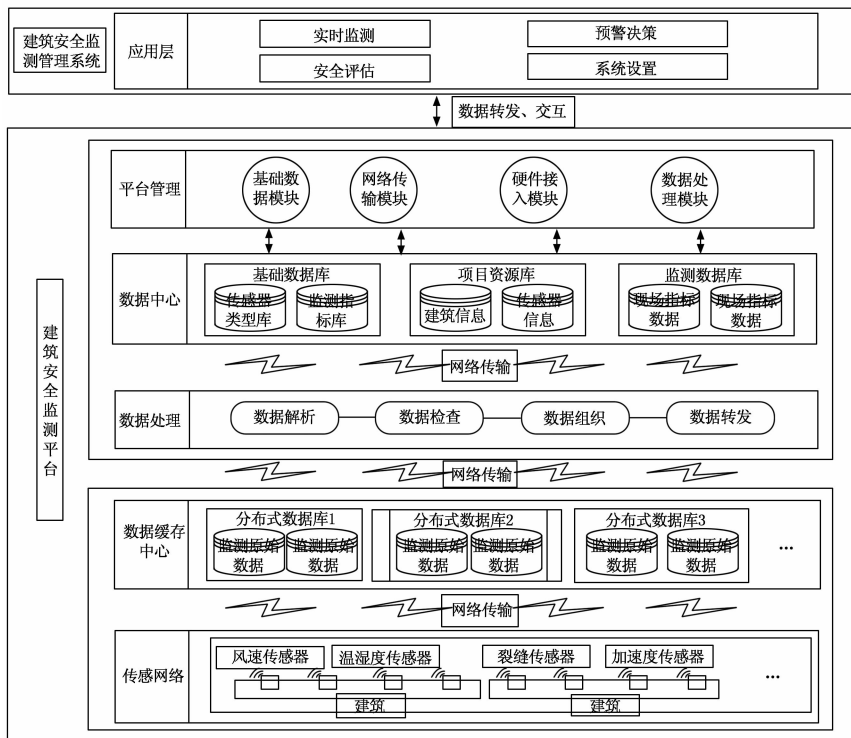 建筑安全监
测管理系统
应用层
实时监测
预警决策
安全评估
系统设置
数据转发、交互
建筑安全监测平台
平台管理
基础数
据模块
网络传
输模块
硬件接
入模块
数据处
理模块
数据中心
基础数据库
传感器
类型库
监测指
标库
项目资源库
建筑信息
传感器
信息
监测数据库
现场指标
数据
现场指标
数据
网络传输
数据处理
数据解析
数据检查
数据组织
数据转发
网络传输
数据缓存
中心
分布式数据库1
监测原始
数据
监测原始
数据
分布式数据库2
监测原始
数据
监测原始
数据
分布式数据库3
监测原始
数据
监测原始
数据
...
网络传输
传感网络
风速传感器
温湿度传感器
裂缝传感器
加速度传感器
...
建筑
建筑